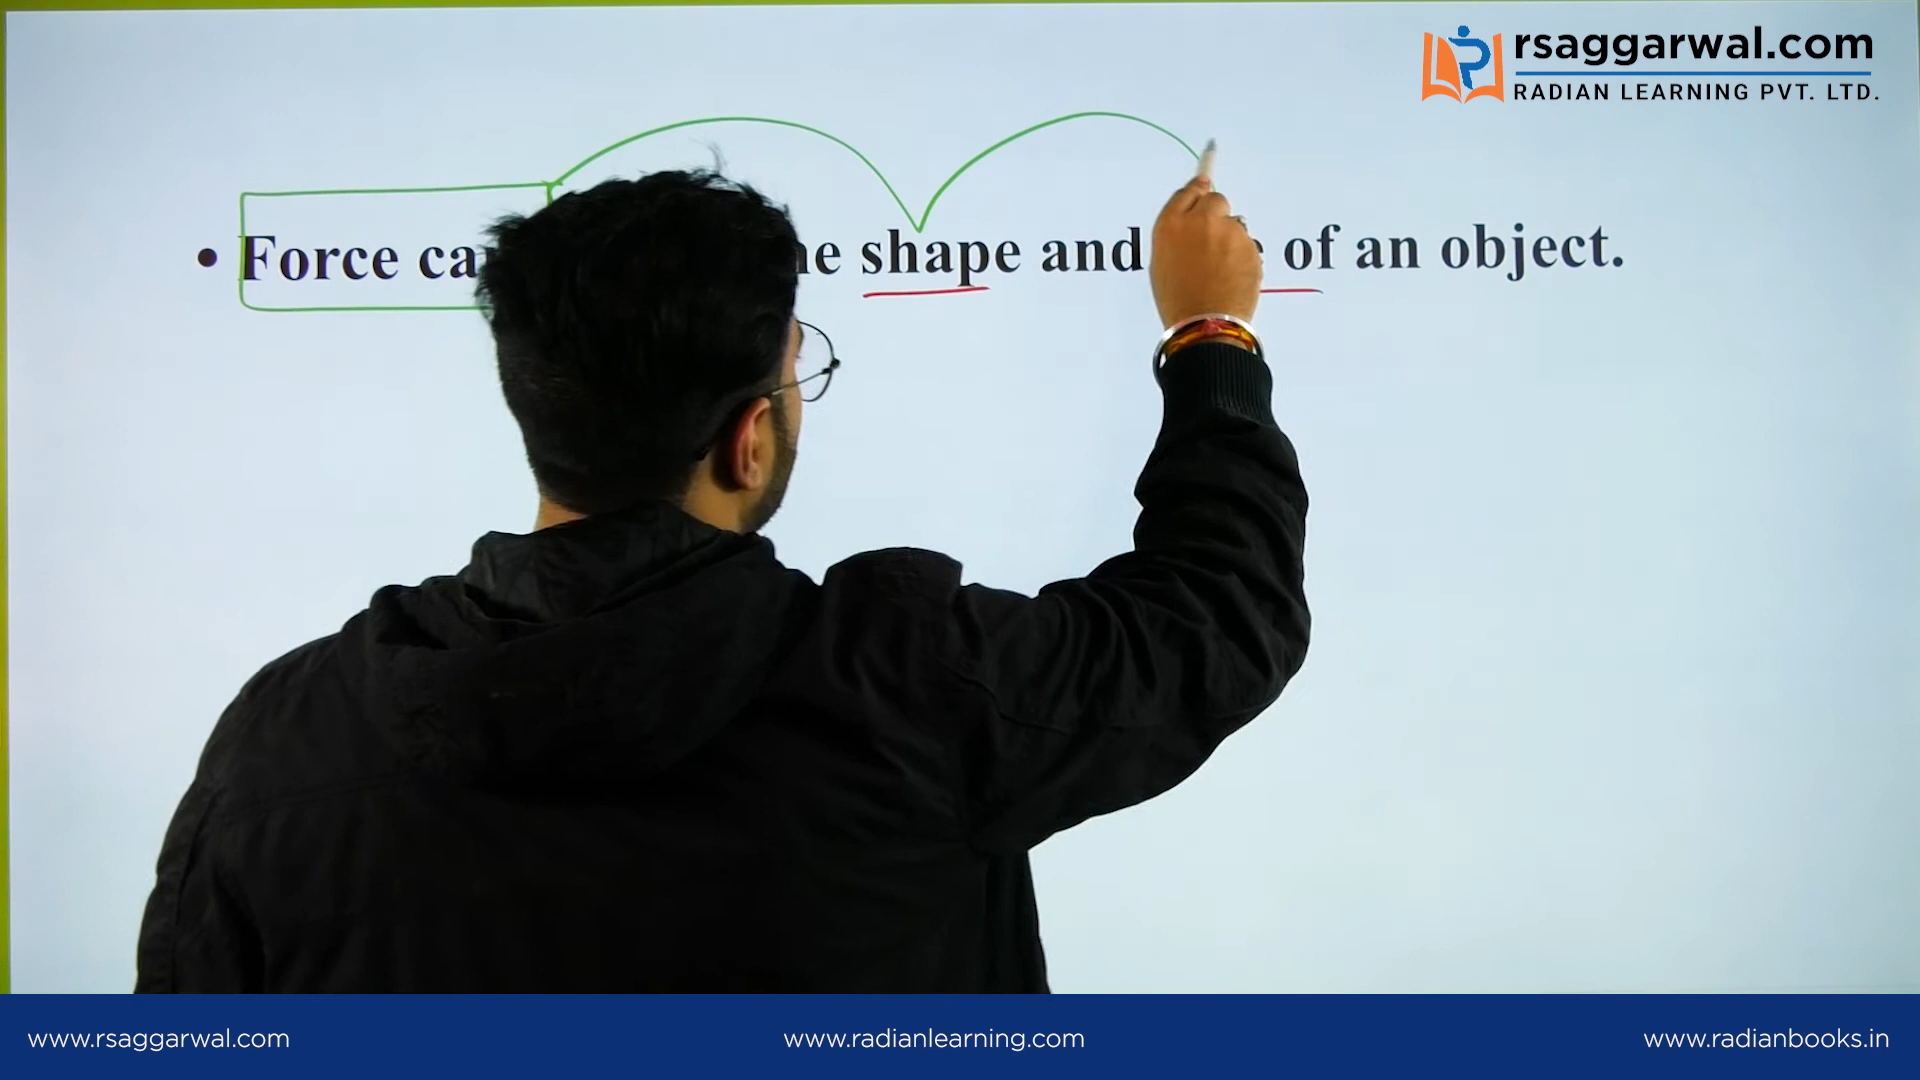 rsaggarwal.com
RADIAN LEARNING PVT. LTD.
• Force shape and of an object.
www.rsaggarwal.com
www.radianlearning.com
www.radianbooks.in